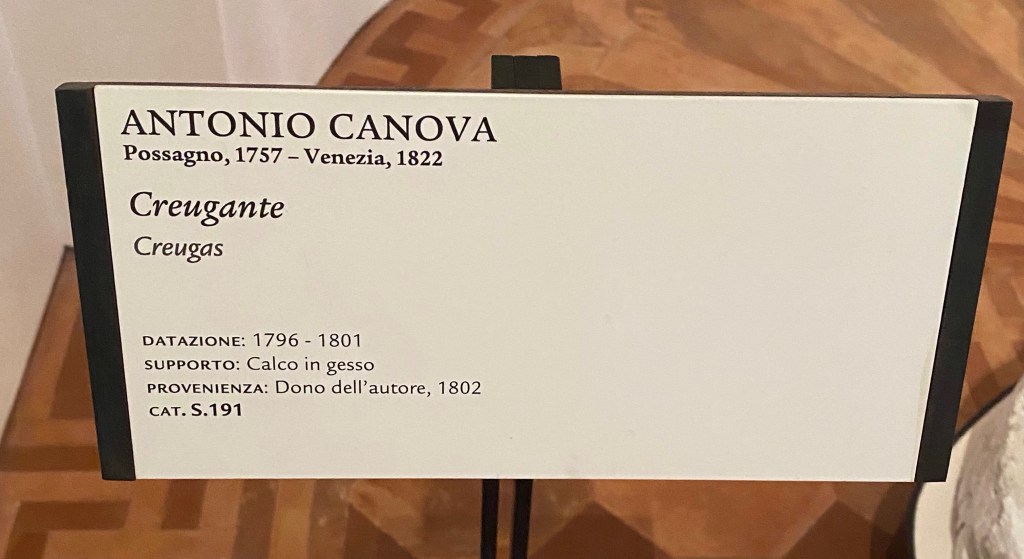 ANTONIO CANOVA
Possagno, 1757 – Venezia, 1822
Creugante
Creugas
DATAZIONE: 1796 - 1801
SUPPORTO: Calco in gesso
PROVENIENZA: Dono dell'autore, 1802
CAT. S.191